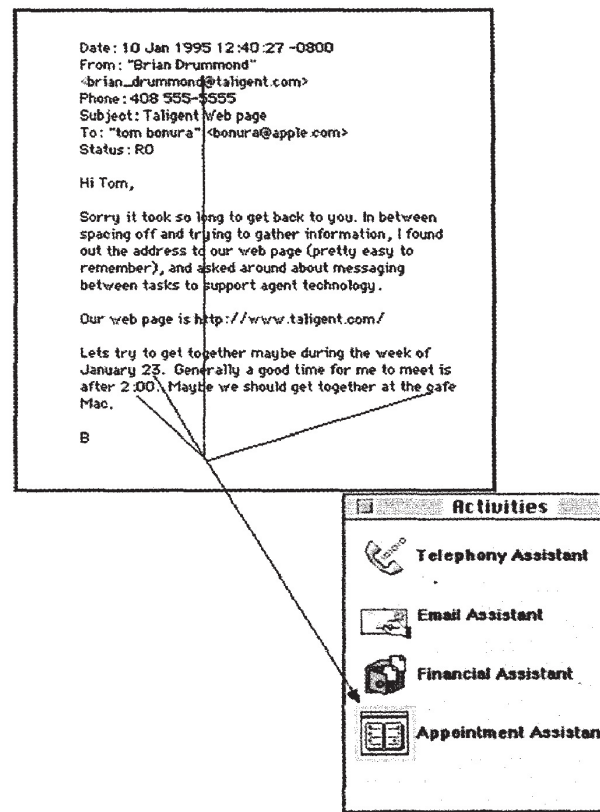 Date: 10 Jan 1995 12:40:27 -0800
From: "Brian Drummond"
<brian_drummond@taligent.com>
Phone: 408 555-5555
Subject: Taligent Web page
To: "tom bonura" <bonura@apple.com>
Status: RO
Hi Tom,
Sorry it took so long to get back to you. In between
spacing off and trying to gather information, I found
out the address to our web page (pretty easy to
remember), and asked around about messaging
between tasks to support agent technology.
Our web page is http://www.taligent.com/
Lets try to get together maybe during the week of
January 23. Generally a good time for me to meet is
after 2:00. Maybe we should get together at the cafe
Mac.
B
Activities
Telephony Assistant
Email Assistant
Financial Assistant
Appointment Assistan